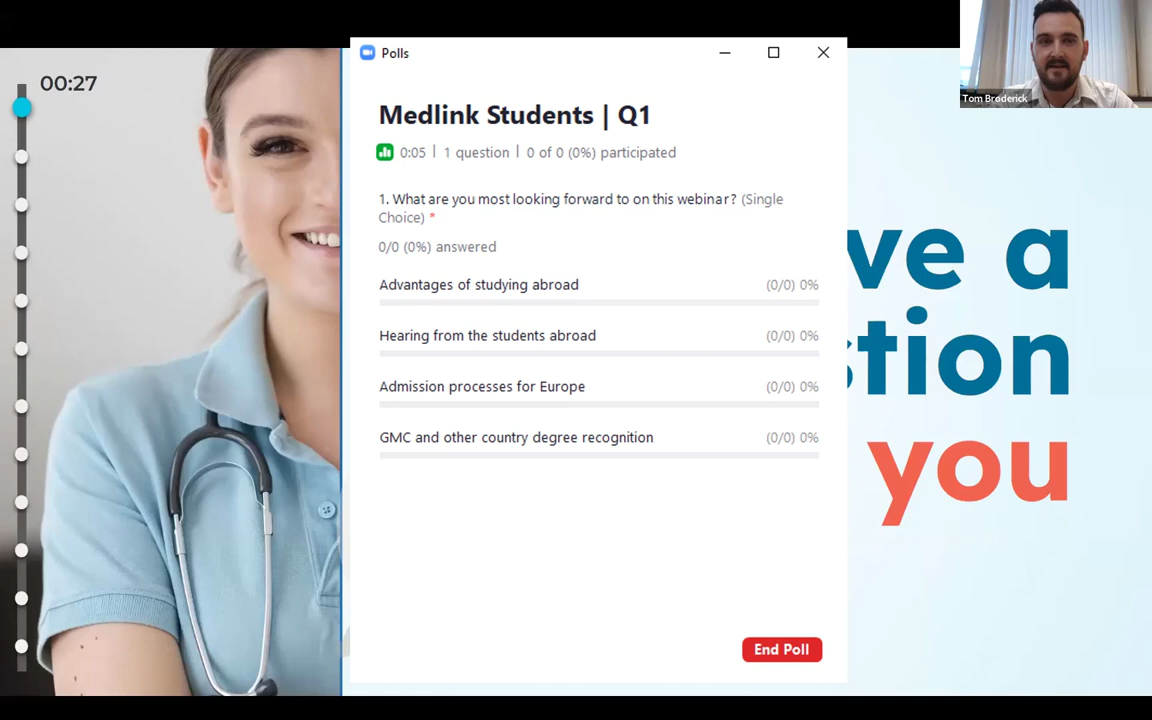 00:27
Polls
Medlink Students | Q1
0:05 | 1 question | 0 of 0 (0%) participated
1. What are you most looking forward to on this webinar? (Single
Choice) *
0/0 (0%) answered
Advantages of studying abroad (0/0) 0%
Hearing from the students abroad (0/0) 0%
Admission processes for Europe (0/0) 0%
GMC and other country degree recognition (0/0) 0%
End Poll
ve a
stion
you
Tom Broderick